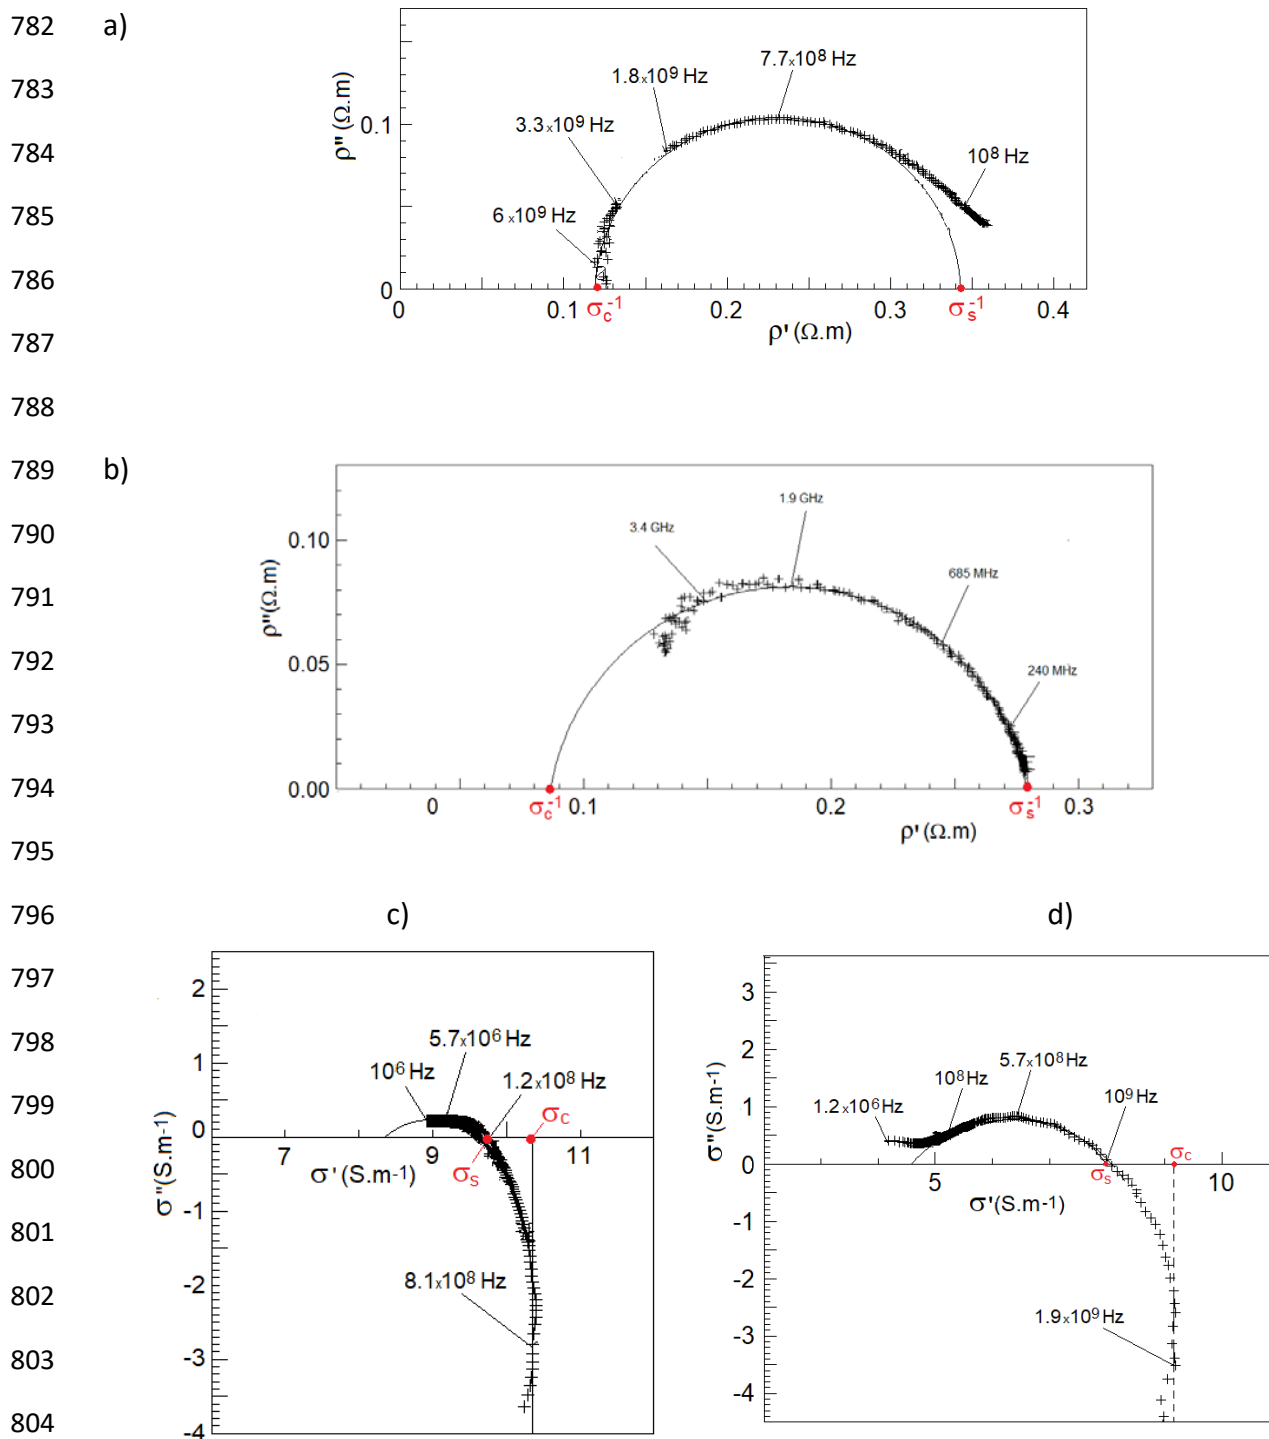 782 a)
783
784
785
786
787
788
789 b)
790
791
792
793
794
795
796 c) d)
797
798
799
800
801
802
803
804
ρ'' (Ω.m)
0.1
0
7.7x10⁸ Hz
1.8x10⁹ Hz
3.3x10⁹ Hz
10⁸ Hz
6x10⁹ Hz
0 0.1 0.2 0.3 0.4
σc⁻¹ σs⁻¹
ρ' (Ω.m)
ρ''(Ω.m)
0.10
0.05
0.00
1.9 GHz
3.4 GHz
685 MHz
240 MHz
0 0.1 0.2 0.3
σc⁻¹ σs⁻¹
ρ' (Ω.m)
σ''(S.m-1)
2
1
0
-1
-2
-3
-4
5.7x10⁶ Hz
10⁶ Hz
1.2x10⁸ Hz
σc
7 9 11
σ' (S.m-1)
σs
8.1x10⁸ Hz
σ''(S.m-1)
3
2
1
0
-1
-2
-3
-4
5.7x10⁸Hz
10⁸Hz
1.2x10⁶Hz
10⁹Hz
σc
σs
5 10
σ'(S.m-1)
1.9x10⁹Hz